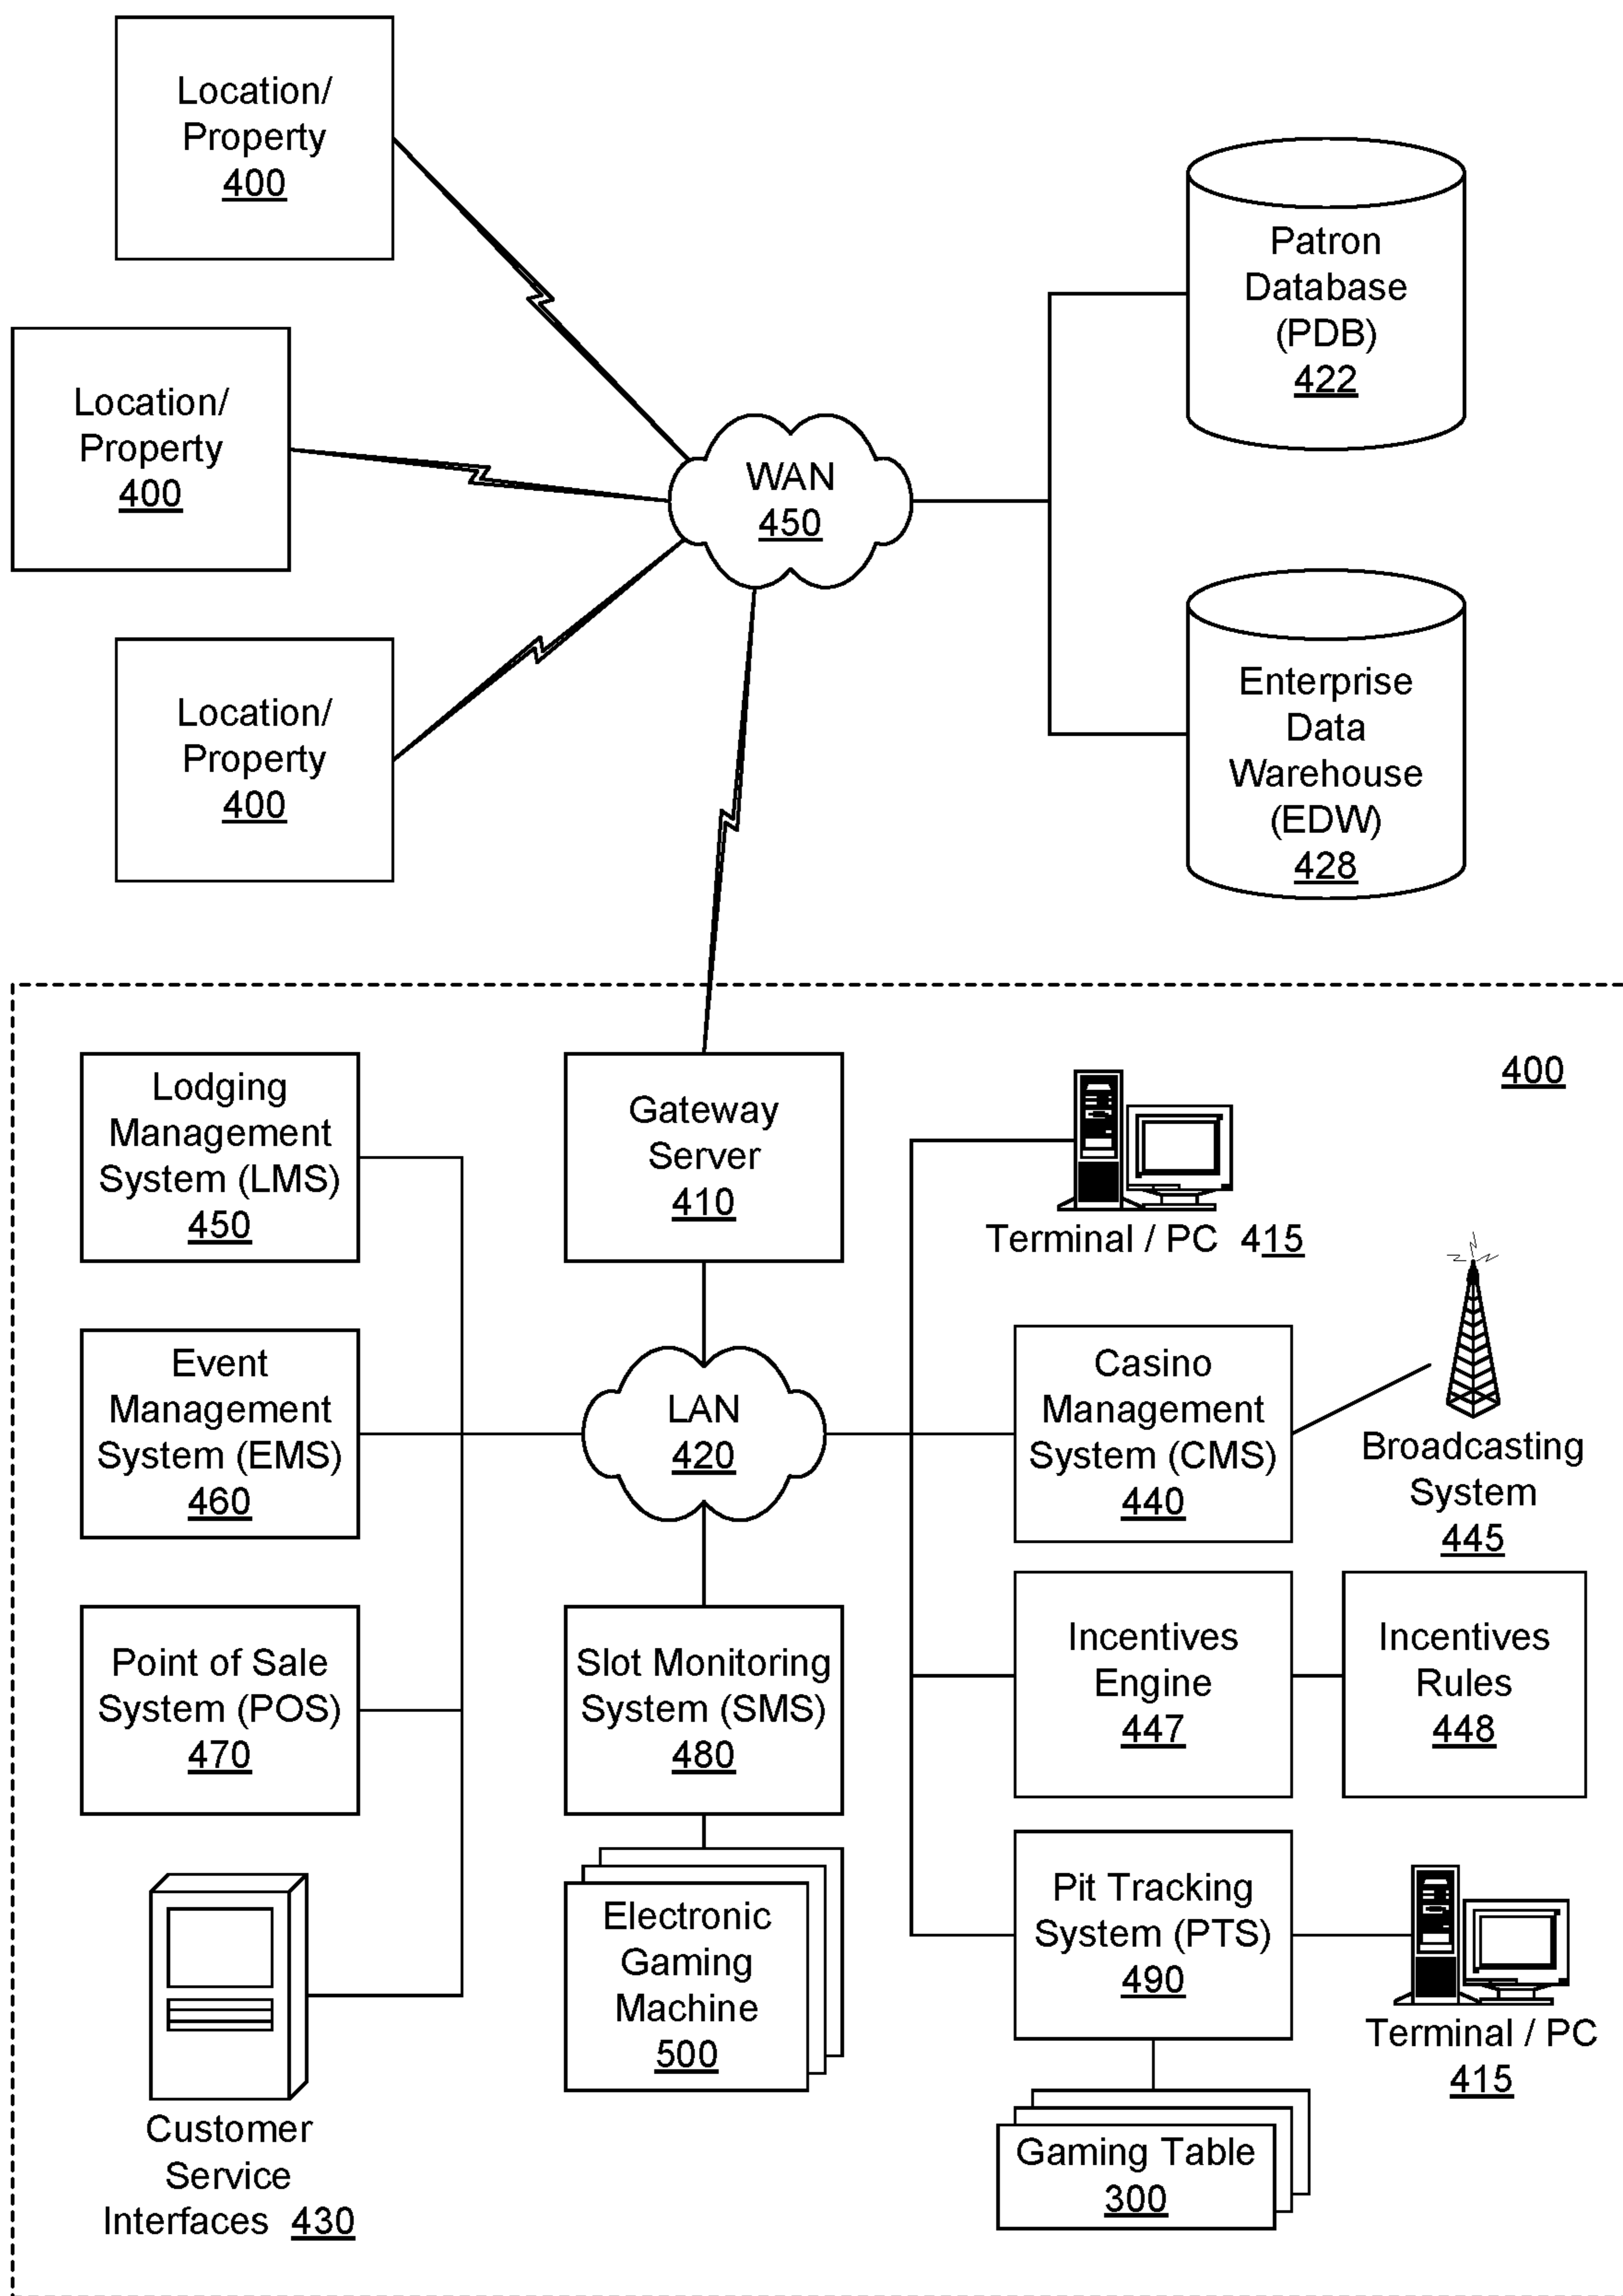 Location/
Property
400
Location/
Property
400
Location/
Property
400
WAN
450
Patron
Database
(PDB)
422
Enterprise
Data
Warehouse
(EDW)
428
400
Lodging
Management
System (LMS)
450
Gateway
Server
410
Terminal / PC 415
Event
Management
System (EMS)
460
LAN
420
Casino
Management
System (CMS)
440
Broadcasting
System
445
Point of Sale
System (POS)
470
Slot Monitoring
System (SMS)
480
Incentives
Engine
447
Incentives
Rules
448
Customer
Service
Interfaces 430
Electronic
Gaming
Machine
500
Pit Tracking
System (PTS)
490
Terminal / PC
415
Gaming Table
300